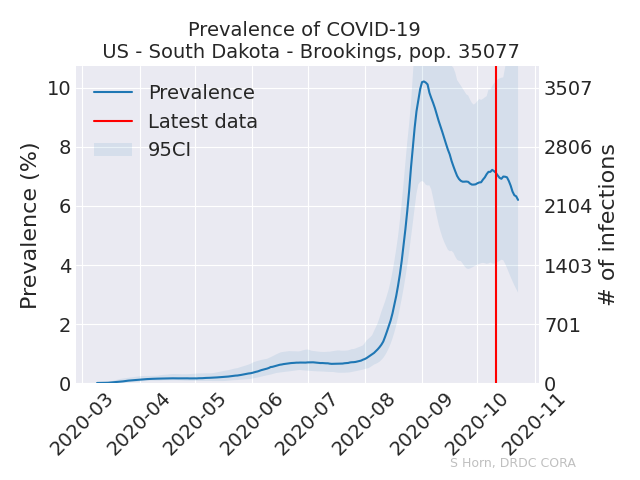 Prevalence of COVID-19
US - South Dakota - Brookings, pop. 35077
Prevalence
Latest data
95CI
Prevalence (%)
10
8
6
4
2
0
3507
2806
2104
1403
701
0
# of infections
2020-03
2020-04
2020-05
2020-06
2020-07
2020-08
2020-09
2020-10
2020-11
S Horn, DRDC CORA